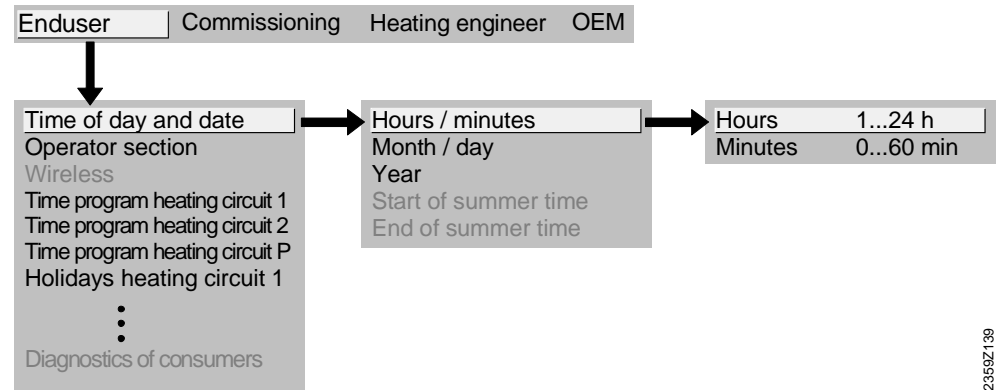 Enduser Commissioning Heating engineer OEM
Time of day and date
Operator section
Wireless
Time program heating circuit 1
Time program heating circuit 2
Time program heating circuit P
Holidays heating circuit 1
Diagnostics of consumers
Hours / minutes
Month / day
Year
Start of summer time
End of summer time
Hours 1...24 h
Minutes 0...60 min
2359Z139